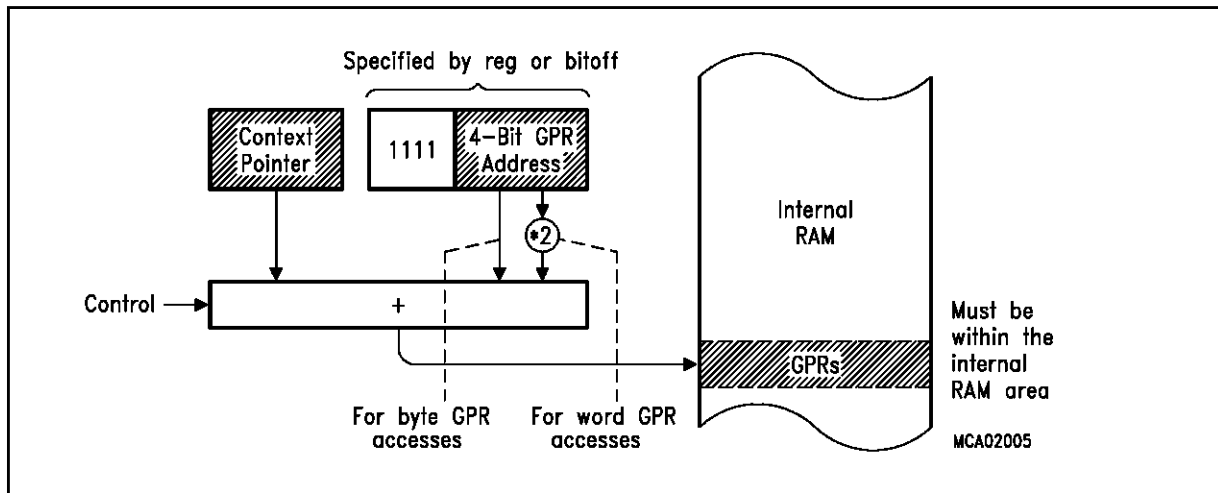 Specified by reg or bitoff
Context
Pointer
1111
4-Bit GPR
Address
*2
Control
+
For byte GPR
accesses
For word GPR
accesses
Internal
RAM
GPRs
Must be
within the
internal
RAM area
MCA02005